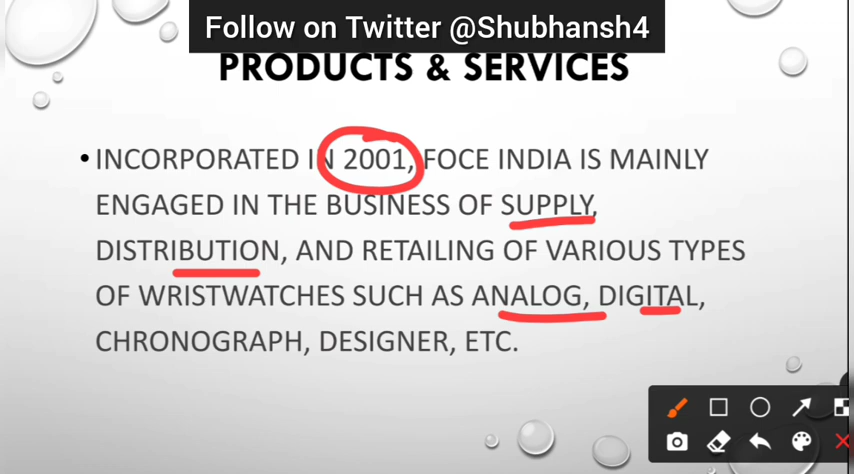 Follow on Twitter @Shubhansh4
PRODUCTS & SERVICES
• INCORPORATED IN 2001, FOCE INDIA IS MAINLY
ENGAGED IN THE BUSINESS OF SUPPLY,
DISTRIBUTION, AND RETAILING OF VARIOUS TYPES
OF WRISTWATCHES SUCH AS ANALOG, DIGITAL,
CHRONOGRAPH, DESIGNER, ETC.